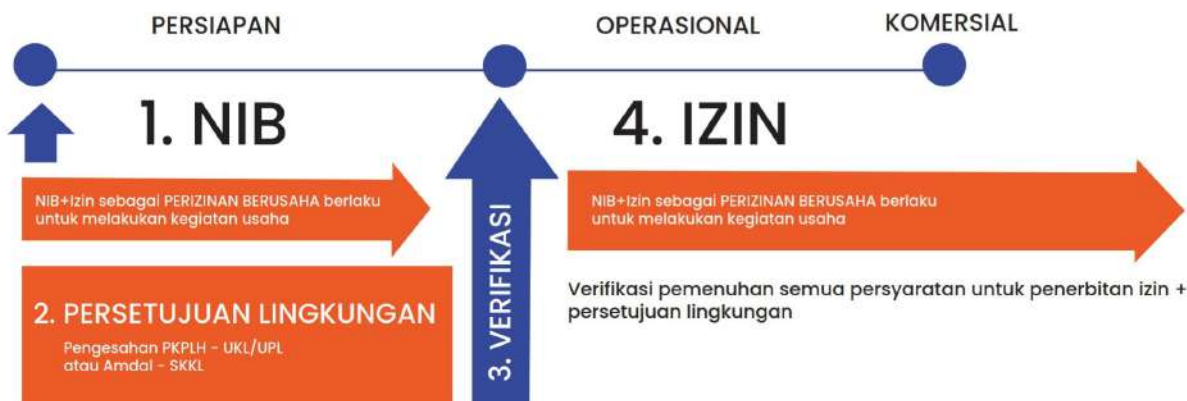 PERSIAPAN
OPERASIONAL
KOMERSIAL
1. NIB
4. IZIN
NIB+Izin sebagai PERIZINAN BERUSAHA berlaku
untuk melakukan kegiatan usaha
2. PERSETUJUAN LINGKUNGAN
Pengesahan PKPLH - UKL/UPL
atau Amdal - SKKL
3. VERIFIKASI
NIB+Izin sebagai PERIZINAN BERUSAHA berlaku
untuk melakukan kegiatan usaha
Verifikasi pemenuhan semua persyaratan untuk penerbitan izin +
persetujuan lingkungan